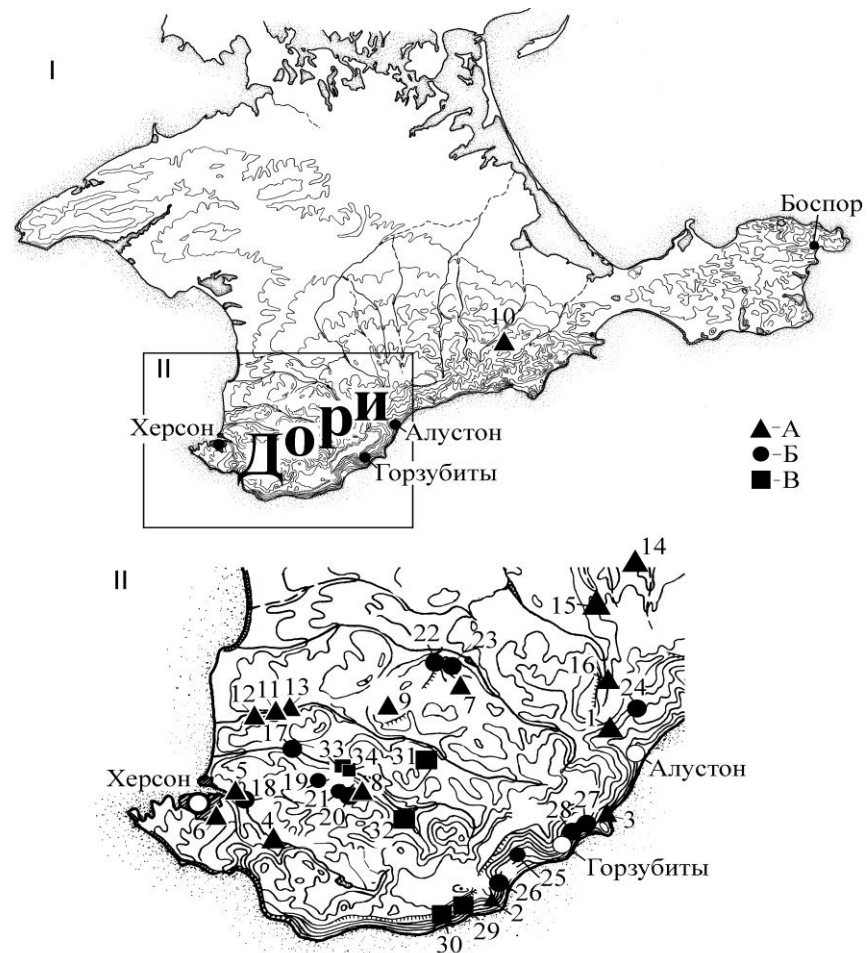 I
Боспор
10
II
Херсон
Дори
Алустон
Горзубиты
▲-А
●-Б
■-В
II
14
15
22
23
16
24
12 11 13
9
7
1
17
33
34
31
Алустон
Херсон
5
18
19
21
20
8
28
27
3
6
4
32
Горзубиты
25
26
2
30
29